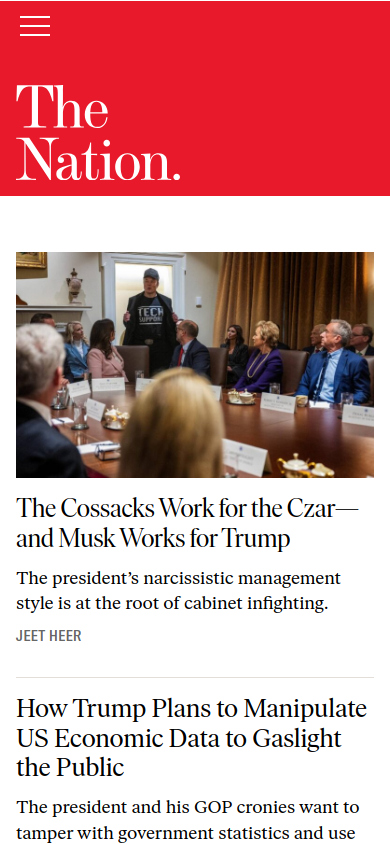 The
Nation.
TECH
SUPPORT
The Cossacks Work for the Czar—
and Musk Works for Trump
The president’s narcissistic management
style is at the root of cabinet infighting.
JEET HEER
How Trump Plans to Manipulate
US Economic Data to Gaslight
the Public
The president and his GOP cronies want to
tamper with government statistics and use